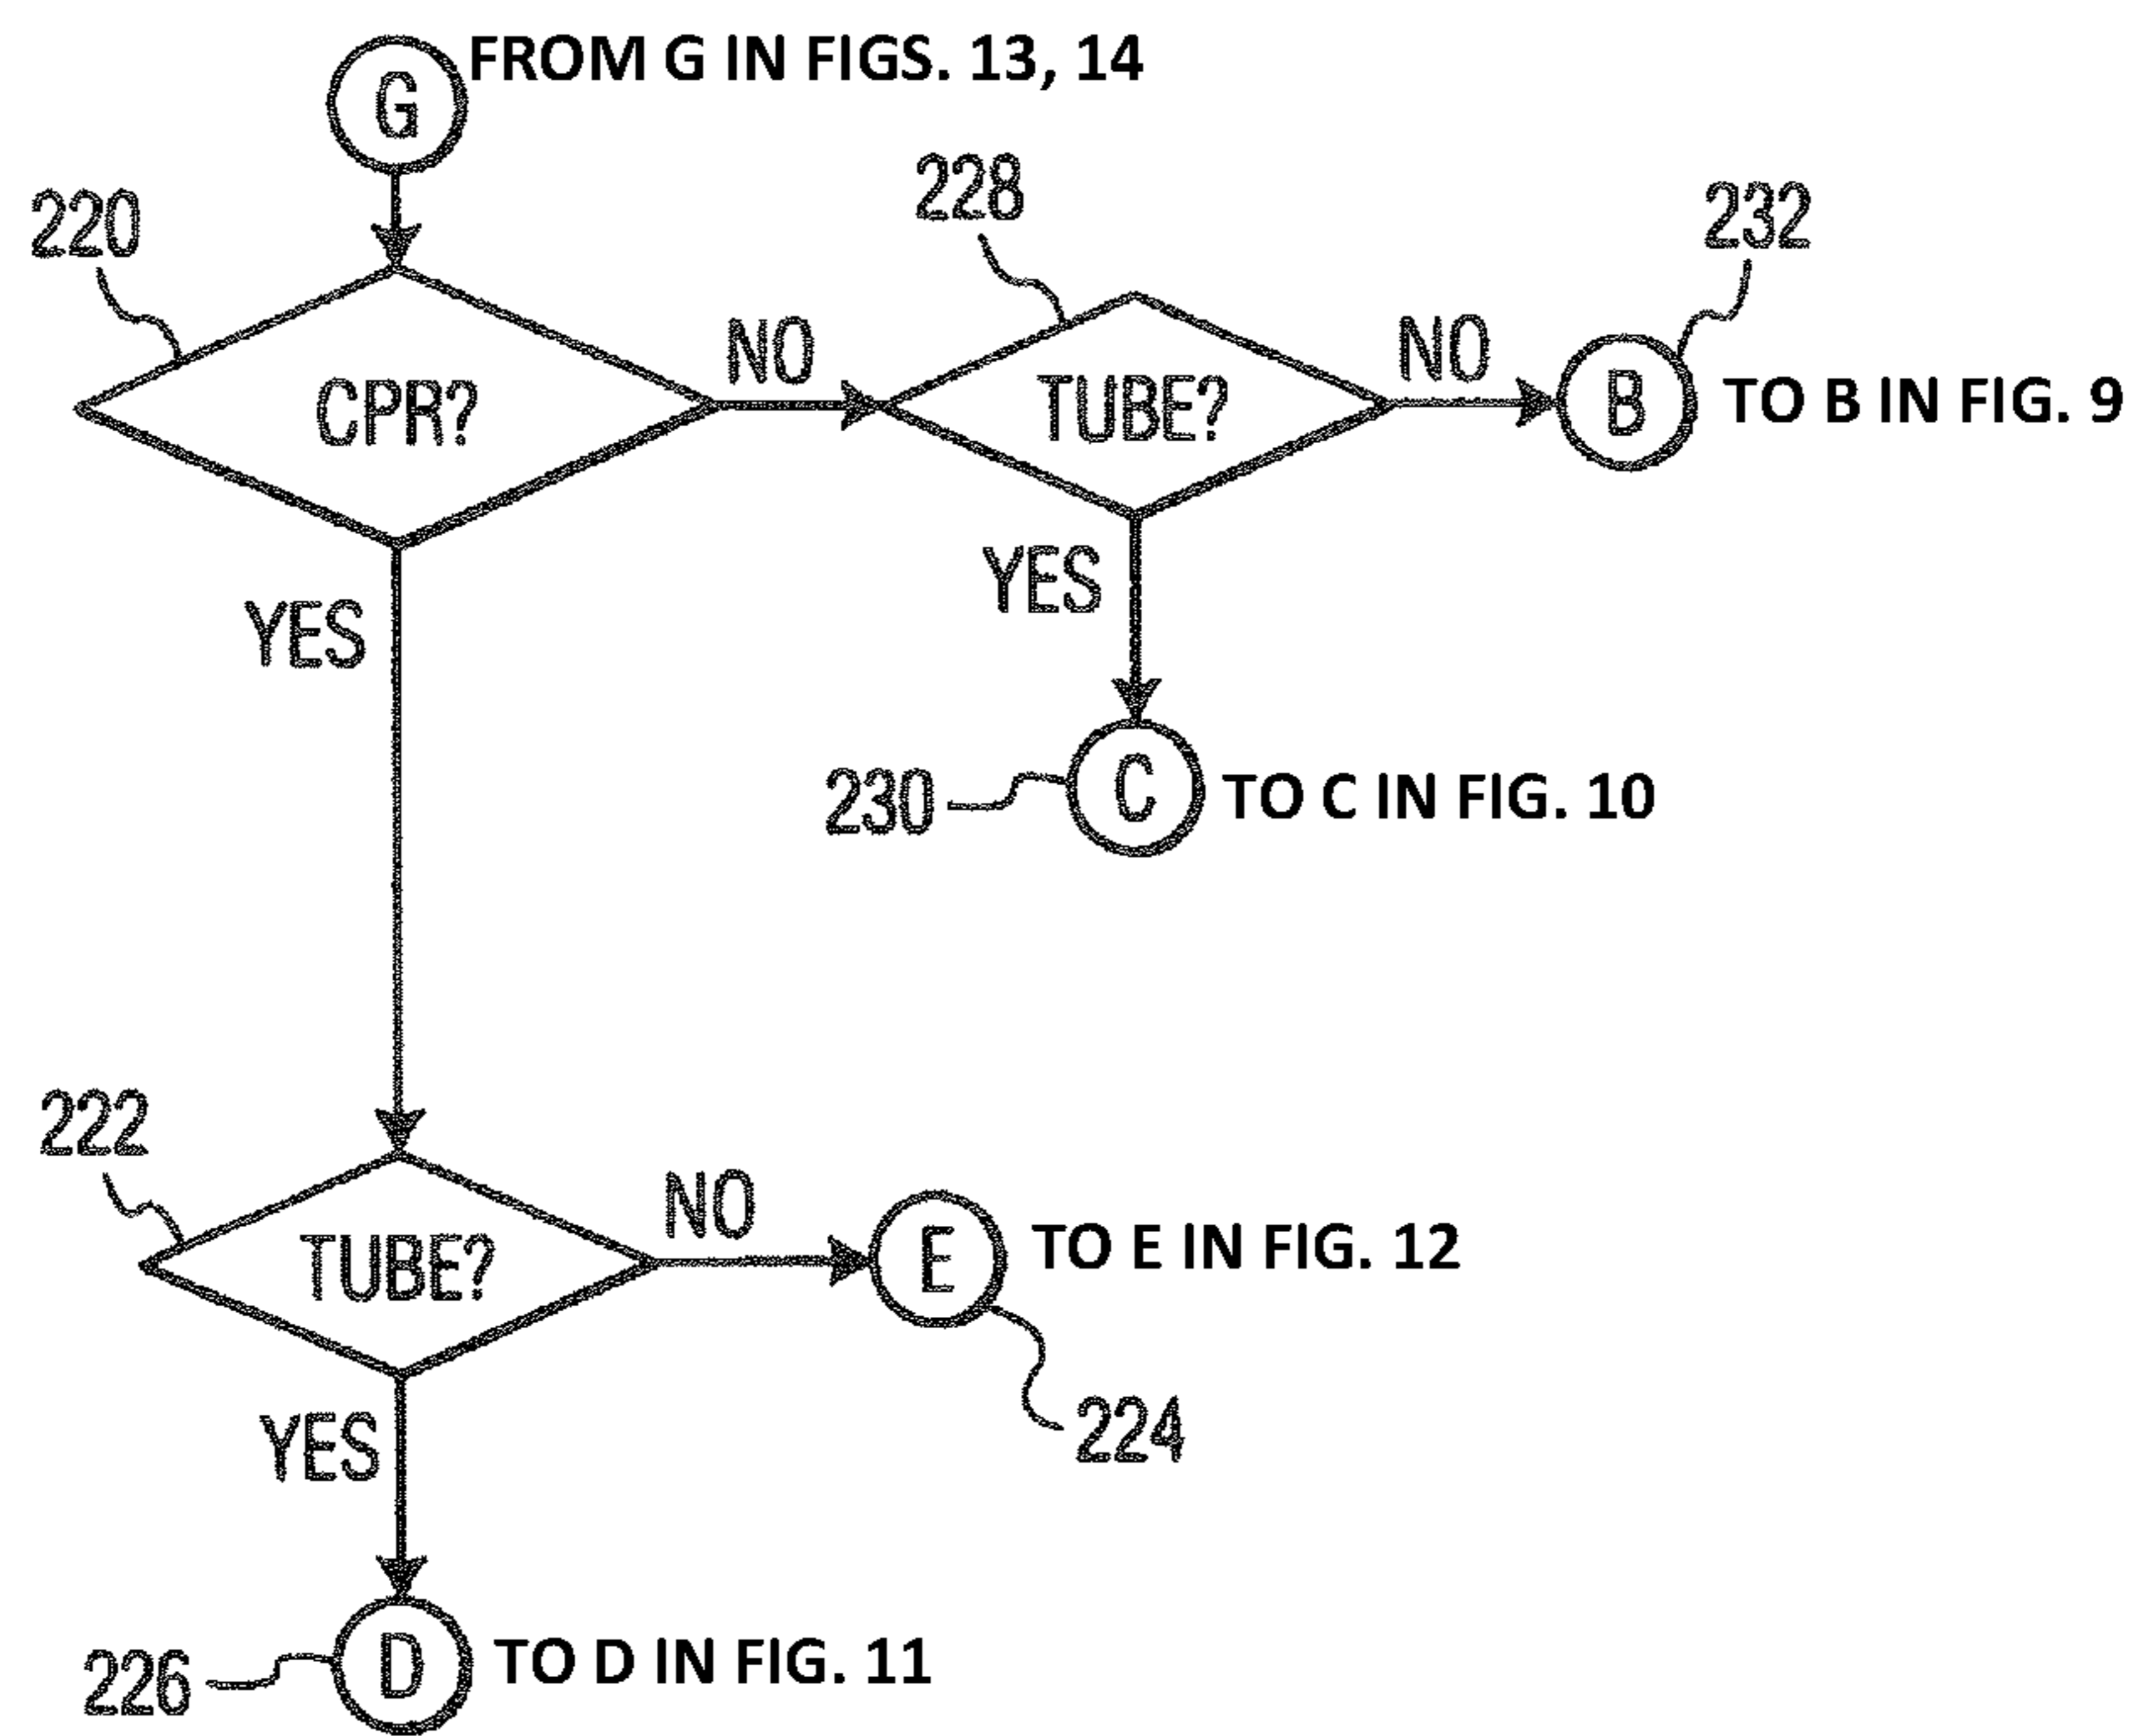 G FROM G IN FIGS. 13, 14
220
228
232
CPR?
NO
TUBE?
NO
B TO B IN FIG. 9
YES
YES
230 C TO C IN FIG. 10
222
TUBE?
NO
E TO E IN FIG. 12
224
YES
226 D TO D IN FIG. 11